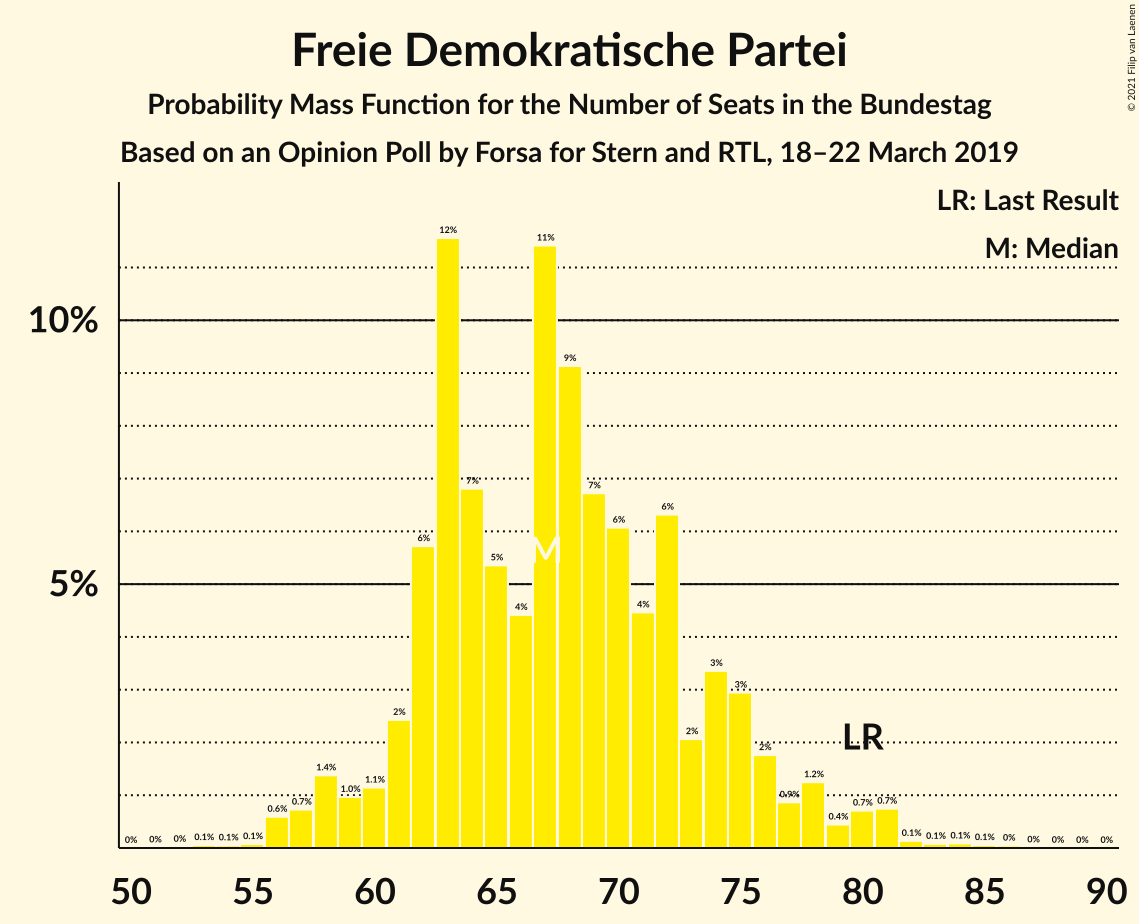 Freie Demokratische Partei
Probability Mass Function for the Number of Seats in the Bundestag
Based on an Opinion Poll by Forsa for Stern and RTL, 18–22 March 2019
© 2021 Filip van Laenen
LR: Last Result
M: Median
10%
5%
0% 0% 0% 0.1% 0.1% 0.1% 0.6% 0.7% 1.4% 1.0% 1.1% 2% 6% 12% 7% 5% 4% 11% 9% 7% 6% 4% 6% 2% 3% 3% 2% 0.9% 1.2% 0.4% 0.7% 0.7% 0.1% 0.1% 0.1% 0.1% 0% 0% 0% 0% 0%
M
LR
50 55 60 65 70 75 80 85 90